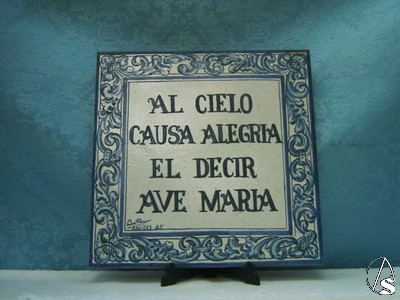 AL CIELO
CAUSA ALEGRIA
EL DECIR
AVE MARIA